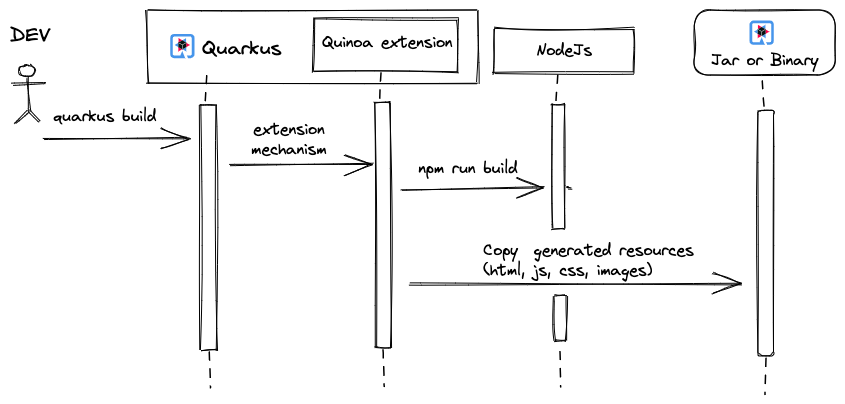 DEV
Quarkus
Quinoa extension
NodeJs
Jar or Binary
quarkus build
extension
mechanism
npm run build
Copy generated resources
(html, js, css, images)